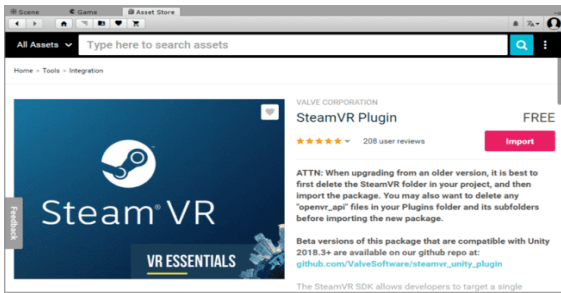 Scene
Game
Asset Store
All Assets
Type here to search assets
Home » Tools » Integration
Feedback
STEAM® VR
VR ESSENTIALS
VALVE CORPORATION
SteamVR Plugin
FREE
208 user reviews
Import
ATTN: When upgrading from an older version, it is best to
first delete the SteamVR folder in your project, and then
import the package. You may also want to delete any
"openvr_api" files in your Plugins folder and its subfolders
before importing the new package.
Beta versions of this package that are compatible with Unity
2018.3+ are available on our github repo at:
github.com/ValveSoftware/steamvr_unity_plugin
The SteamVR SDK allows developers to target a single